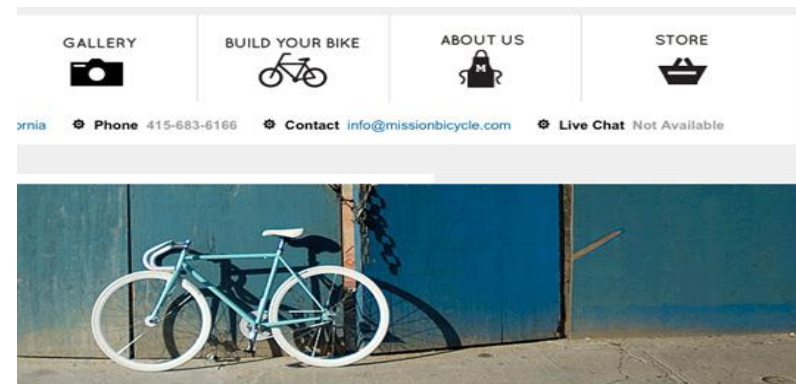 GALLERY
BUILD YOUR BIKE
ABOUT US
STORE
M
ornia Phone 415-683-6166 Contact info@missionbicycle.com Live Chat Not Available